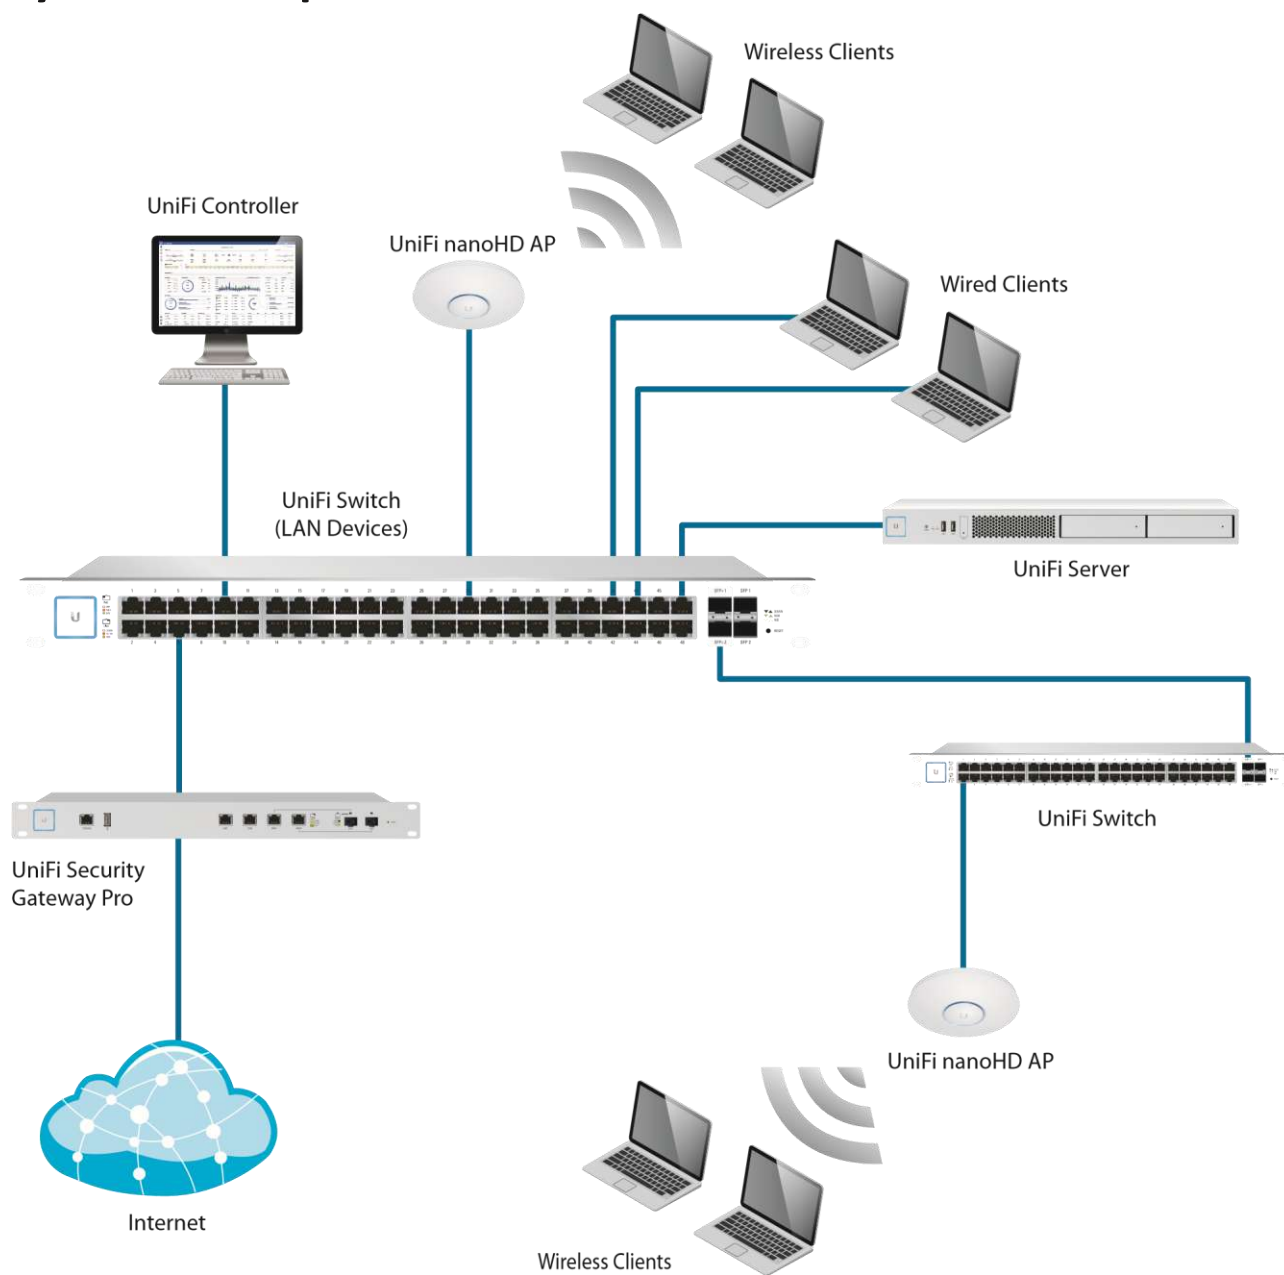 Wireless Clients
UniFi Controller
UniFi nanoHD AP
Wired Clients
UniFi Switch
(LAN Devices)
UniFi Server
UniFi Switch
UniFi Security
Gateway Pro
UniFi nanoHD AP
Internet
Wireless Clients